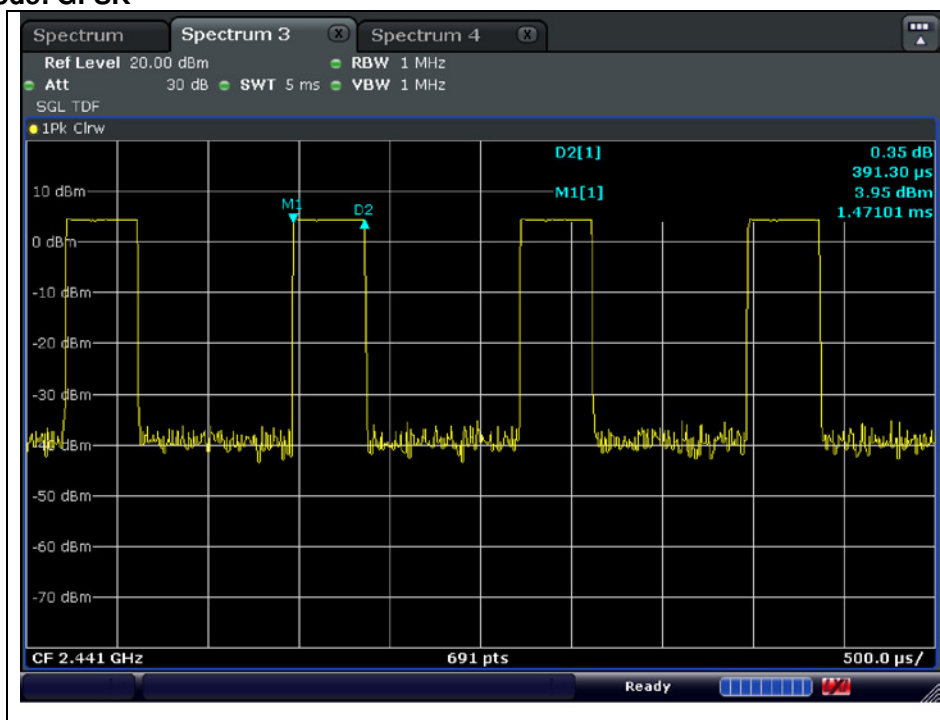 Spectrum Spectrum 3 Spectrum 4
Ref Level 20.00 dBm RBW 1 MHz
Att 30 dB SWT 5 ms VBW 1 MHz
SGL TDF
1Pk Clrw
D2[1] 0.35 dB
391.30 µs
10 dBm M1[1] 3.95 dBm
1.47101 ms
M1 D2
0 dBm
-10 dBm
-20 dBm
-30 dBm
-40 dBm
-50 dBm
-60 dBm
-70 dBm
CF 2.441 GHz 691 pts 500.0 µs/
Ready